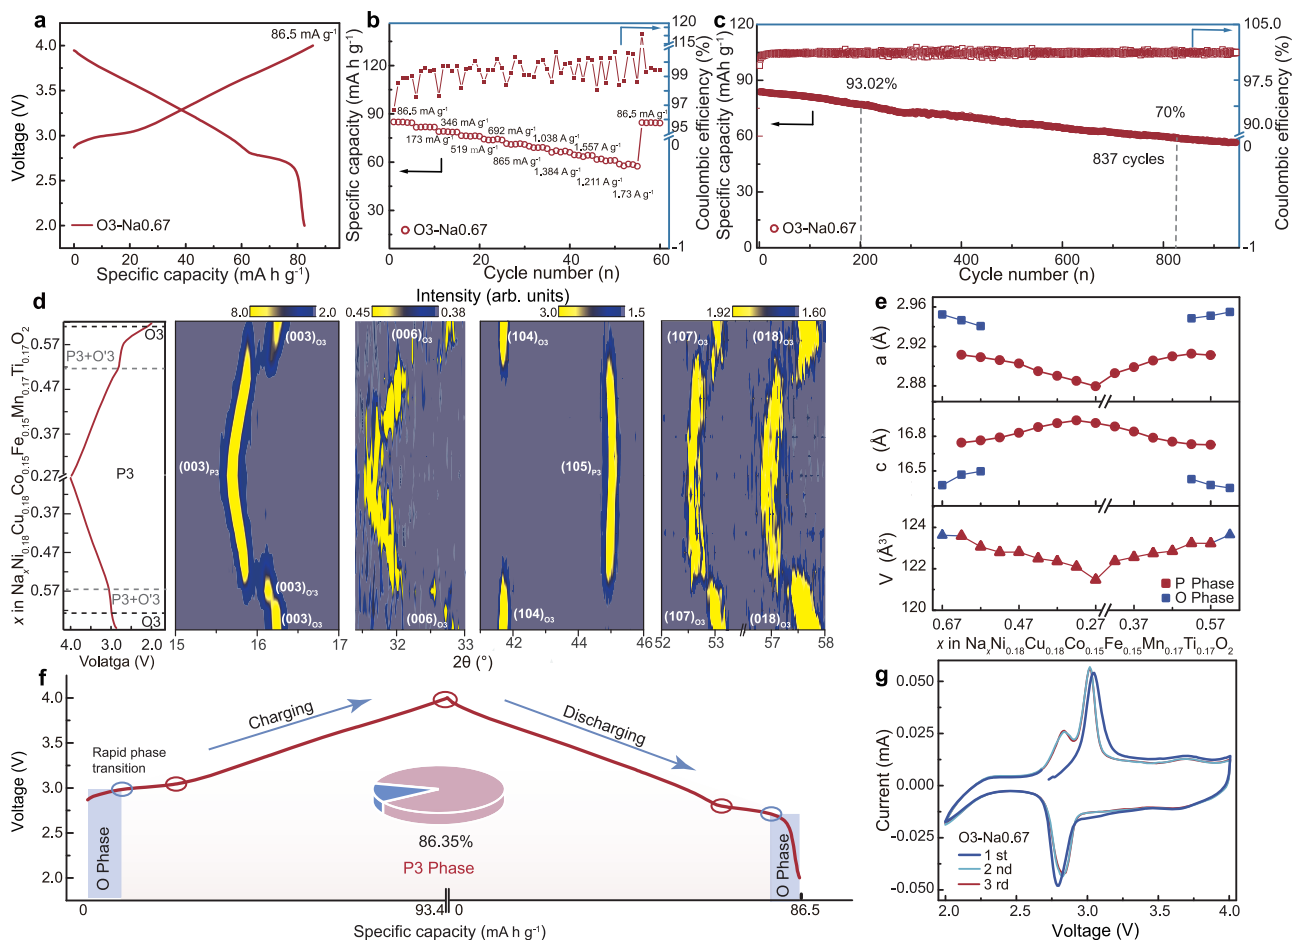 a
86.5 mA g-1
4.0
3.0
2.0
Voltage (V)
O3-Na0.67
0
20
40
60
80
Specific capacity (mA h g-1)
b
Specific capacity (mA h g-1)
120
90
60
30
86.5 mA g-1
173 mA g-1
346 mA g-1
519 mA g-1
692 mA g-1
865 mA g-1
1.038 A g-1
1.384 A g-1
1.557 A g-1
1.211 A g-1
1.73 A g-1
86.5 mA g-1
O3-Na0.67
0
20
40
60
Cycle number (n)
120
115
99
97
95
0
-1
Coulombic efficiency (%)
c
Specific capacity (mAh g-1)
120
90
60
30
0
93.02%
70%
837 cycles
O3-Na0.67
0
200
400
600
800
Cycle number (n)
105.0
97.5
90.0
0
-1
Coulombic efficiency (%)
d
Intensity (arb. units)
8.0
2.0
0.45
0.38
3.0
1.5
1.92
1.60
x in NaxNi0.18Cu0.18Co0.15Fe0.15Mn0.17Ti0.17O2
0.57
0.47
0.37
0.27
0.37
0.47
0.57
O3
P3+O'3
P3
P3+O'3
O3
4.0
3.0
2.0
Volatga (V)
(003)O3
(003)P3
(003)O'3
(003)O3
15
16
17
(006)O3
(006)O3
32
33
(104)O3
(105)P3
(104)O3
42
44
46
(107)O3
(018)O3
(107)O3
(018)O3
52
53
57
58
2θ (°)
e
2.96
2.92
2.88
a (Å)
16.8
16.5
c (Å)
124
122
120
V (Å3)
P Phase
O Phase
0.67
0.47
0.27
0.37
0.57
x in NaxNi0.18Cu0.18Co0.15Fe0.15Mn0.17Ti0.17O2
f
Voltage (V)
4.0
3.5
3.0
2.5
2.0
Charging
Discharging
Rapid phase
transition
O Phase
86.35%
P3 Phase
O Phase
0
93.4
0
86.5
Specific capacity (mA h g-1)
g
Current (mA)
0.050
0.025
0.000
-0.025
-0.050
O3-Na0.67
1 st
2 nd
3 rd
2.0
2.5
3.0
3.5
4.0
Voltage (V)